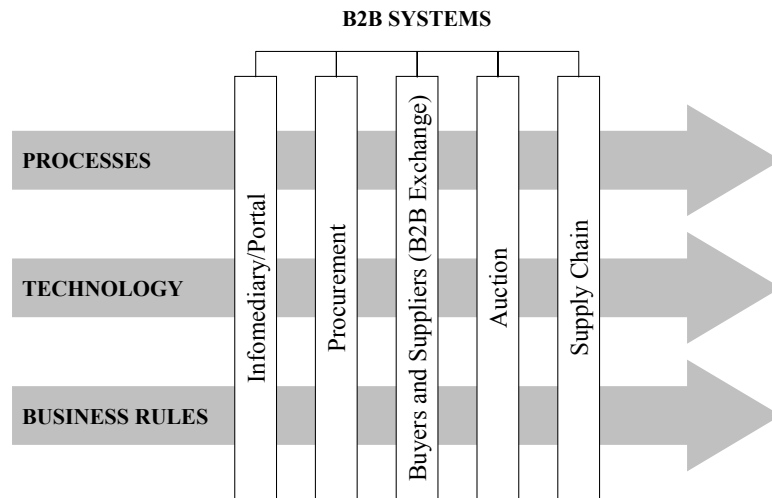 B2B SYSTEMS
PROCESSES
TECHNOLOGY
BUSINESS RULES
Infomediary/Portal
Procurement
Buyers and Suppliers (B2B Exchange)
Auction
Supply Chain